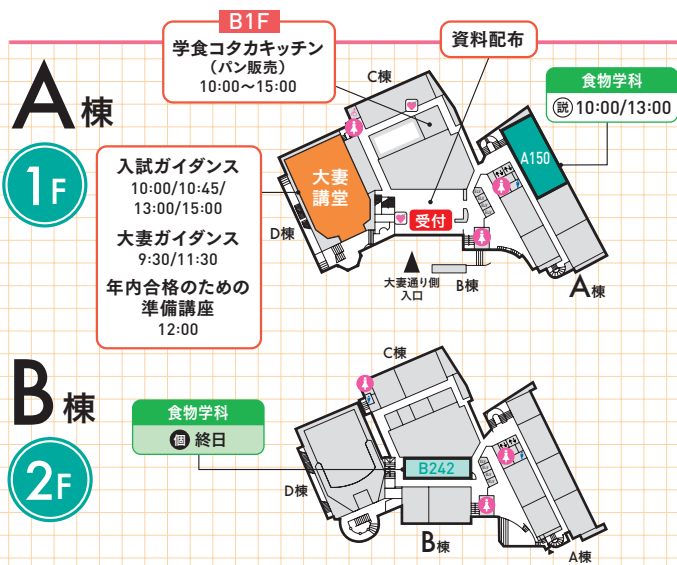 B1F
学食コタカキッチン
（パン販売）
10:00〜15:00
資料配布
食物学科
説 10:00/13:00
A棟
1F
入試ガイダンス
10:00/10:45/
13:00/15:00
大妻ガイダンス
9:30/11:30
年内合格のための
準備講座
12:00
C棟
A150
大妻
講堂
D棟
受付
大妻通り側
入口
B棟
A棟
B棟
2F
食物学科
個 終日
C棟
B242
D棟
B棟
A棟